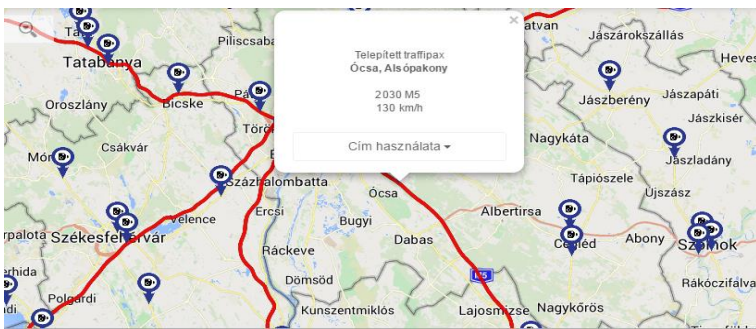 Telepített traffipax
Ócsa, Alsópakony
2030 M5
130 km/h
Cím használata
Tatabánya
Piliscsaba
Oroszlány
Bicske
Csákvár
Százhalombatta
Székesfehérvár
Velence
Ercsi
Ráckeve
Dömsöd
Kunszentmiklós
Polgárdi
Ócsa
Bugyi
Dabas
Albertirsa
Cegléd
Abony
Szolnok
Újszász
Tápiószele
Nagykáta
Jászberény
Jászárokszállás
Jászapáti
Jászkisér
Jászladány
Heves
Rákóczifalva
Lajosmizse
Nagykőrös